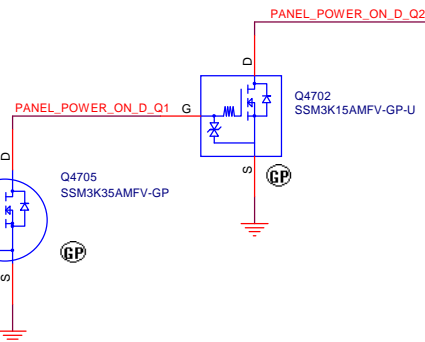 PANEL_POWER_ON_D_Q2
D
PANEL_POWER_ON_D_Q1
G
Q4702
SSM3K15AMFV-GP-U
D
S
GP
Q4705
SSM3K35AMFV-GP
GP
S